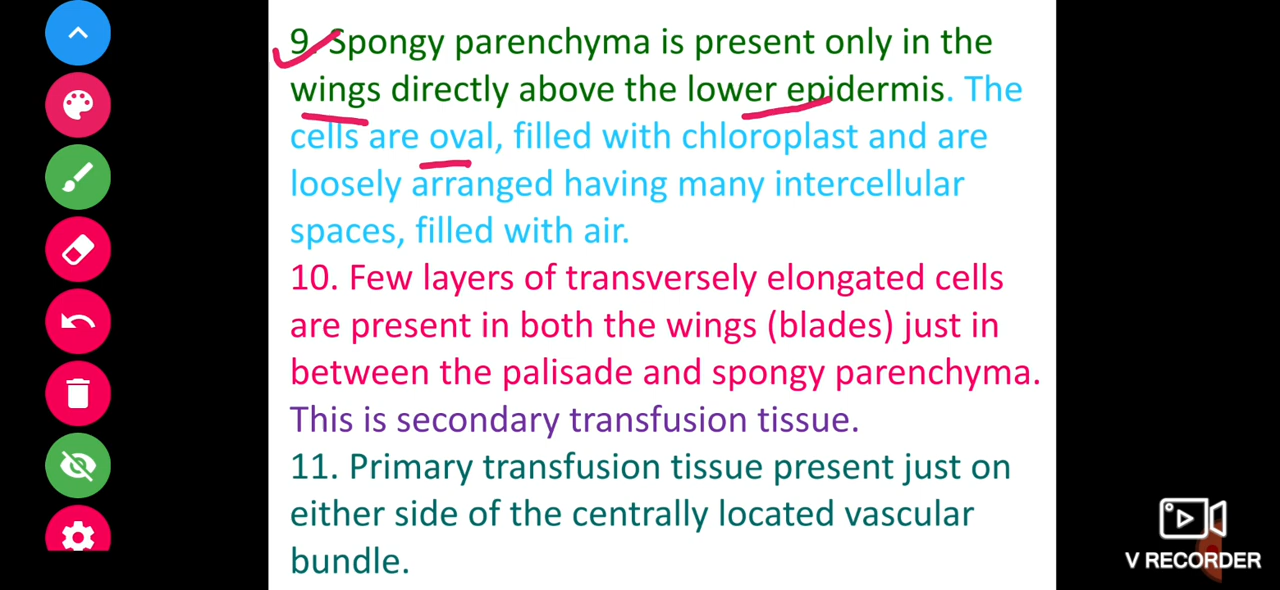 9. Spongy parenchyma is present only in the
wings directly above the lower epidermis. The
cells are oval, filled with chloroplast and are
loosely arranged having many intercellular
spaces, filled with air.
10. Few layers of transversely elongated cells
are present in both the wings (blades) just in
between the palisade and spongy parenchyma.
This is secondary transfusion tissue.
11. Primary transfusion tissue present just on
either side of the centrally located vascular
bundle.
V RECORDER